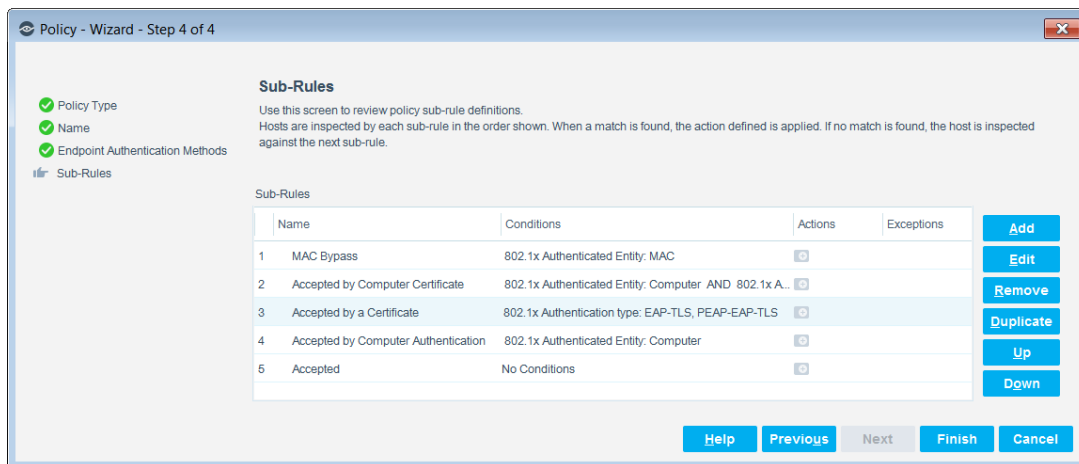 Policy - Wizard - Step 4 of 4
Policy Type
Name
Endpoint Authentication Methods
Sub-Rules
Sub-Rules
Use this screen to review policy sub-rule definitions.
Hosts are inspected by each sub-rule in the order shown. When a match is found, the action defined is applied. If no match is found, the host is inspected
against the next sub-rule.
Sub-Rules
Name Conditions Actions Exceptions
1 MAC Bypass 802.1x Authenticated Entity: MAC
2 Accepted by Computer Certificate 802.1x Authenticated Entity: Computer AND 802.1x A...
3 Accepted by a Certificate 802.1x Authentication type: EAP-TLS, PEAP-EAP-TLS
4 Accepted by Computer Authentication 802.1x Authenticated Entity: Computer
5 Accepted No Conditions
Add
Edit
Remove
Duplicate
Up
Down
Help Previous Next Finish Cancel